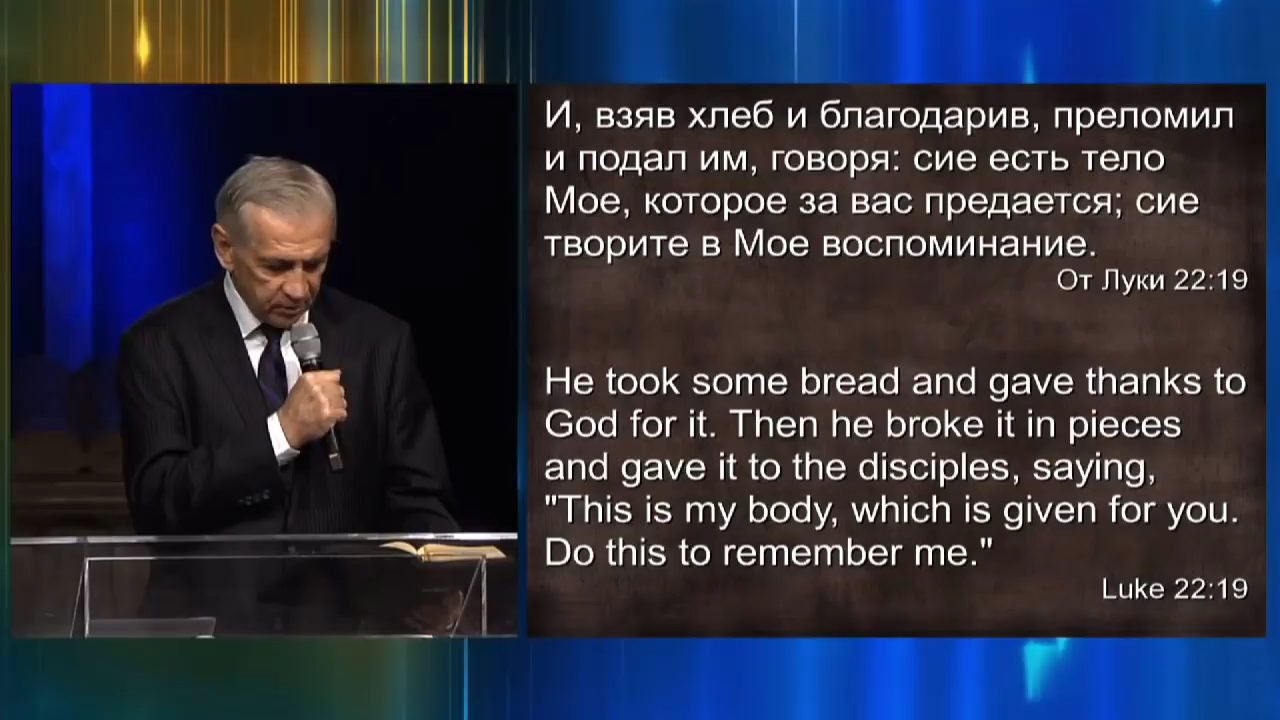 И, взяв хлеб и благодарив, преломил
и подал им, говоря: сие есть тело
Мое, которое за вас предается; сие
творите в Мое воспоминание.
От Луки 22:19
He took some bread and gave thanks to
God for it. Then he broke it in pieces
and gave it to the disciples, saying,
"This is my body, which is given for you.
Do this to remember me."
Luke 22:19